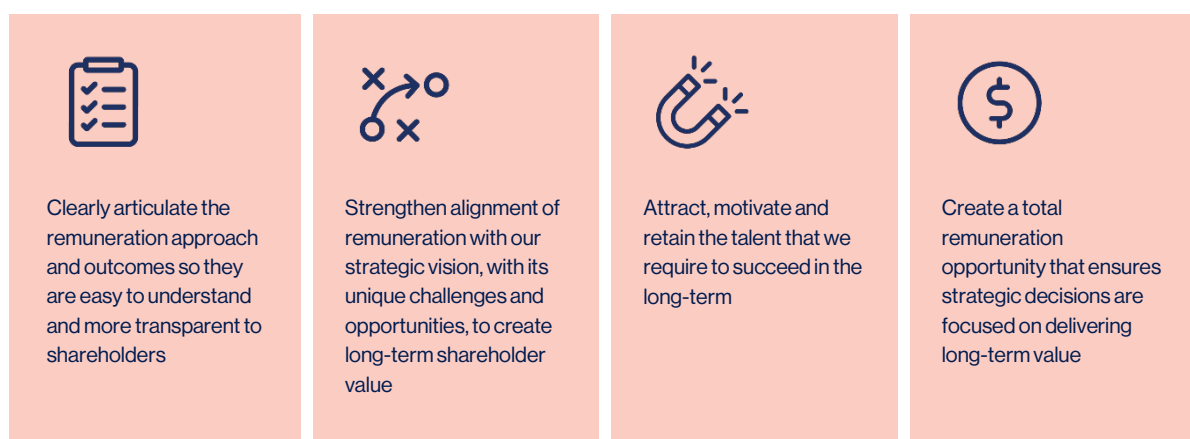 Clearly articulate the
remuneration approach
and outcomes so they
are easy to understand
and more transparent to
shareholders
Strengthen alignment of
remuneration with our
strategic vision, with its
unique challenges and
opportunities, to create
long-term shareholder
value
Attract, motivate and
retain the talent that we
require to succeed in the
long-term
Create a total
remuneration
opportunity that ensures
strategic decisions are
focused on delivering
long-term value